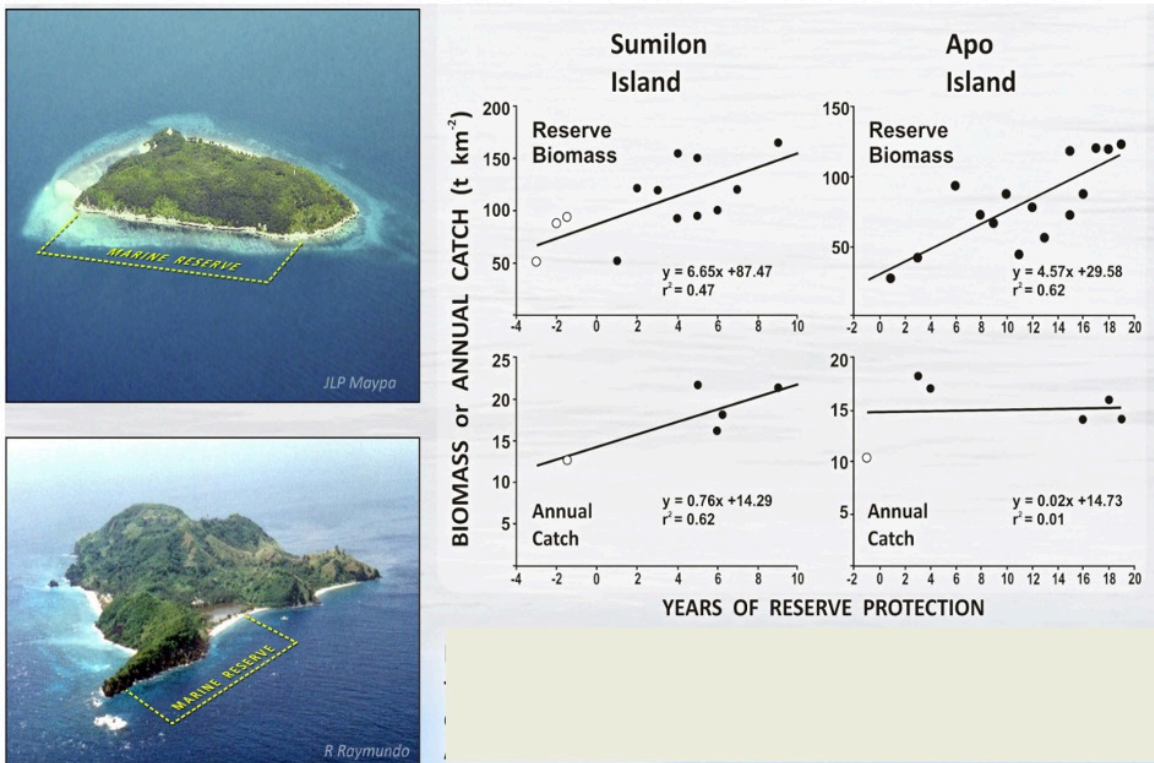 MARINE RESERVE
JLP Maypa
MARINE RESERVE
R Raymundo
BIOMASS or ANNUAL CATCH (t km⁻²)
Sumilon
Island
200
150
100
50
Reserve
Biomass
y = 6.65x +87.47
r² = 0.47
-4 -2 0 2 4 6 8 10
Apo
Island
150
100
50
Reserve
Biomass
y = 4.57x +29.58
r² = 0.62
-2 0 2 4 6 8 10 12 14 16 18 20
25
20
15
10
5
Annual
Catch
y = 0.76x +14.29
r² = 0.62
-4 -2 0 2 4 6 8 10
20
15
10
5
Annual
Catch
y = 0.02x +14.73
r² = 0.01
-2 0 2 4 6 8 10 12 14 16 18 20
YEARS OF RESERVE PROTECTION